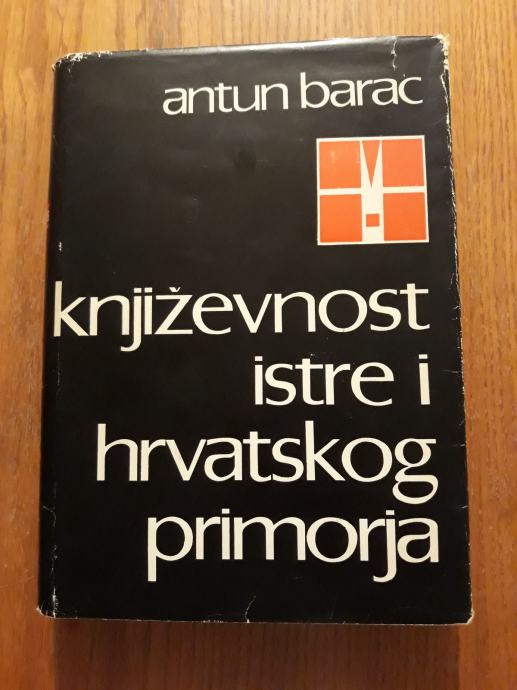 antun barac
književnost
istre i
hrvatskog
primorja